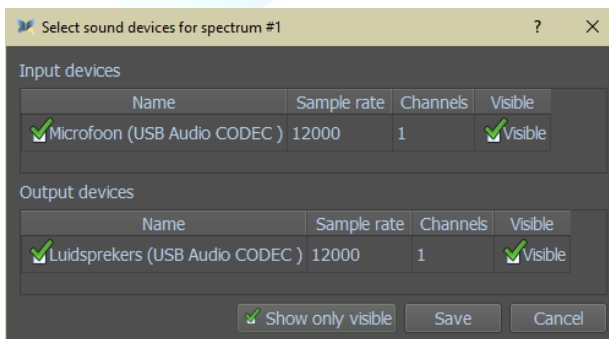 Select sound devices for spectrum #1 ? ×
Input devices
Name Sample rate Channels Visible
Microfoon (USB Audio CODEC ) 12000 1 Visible
Output devices
Name Sample rate Channels Visible
Luidsprekers (USB Audio CODEC ) 12000 1 Visible
Show only visible Save Cancel